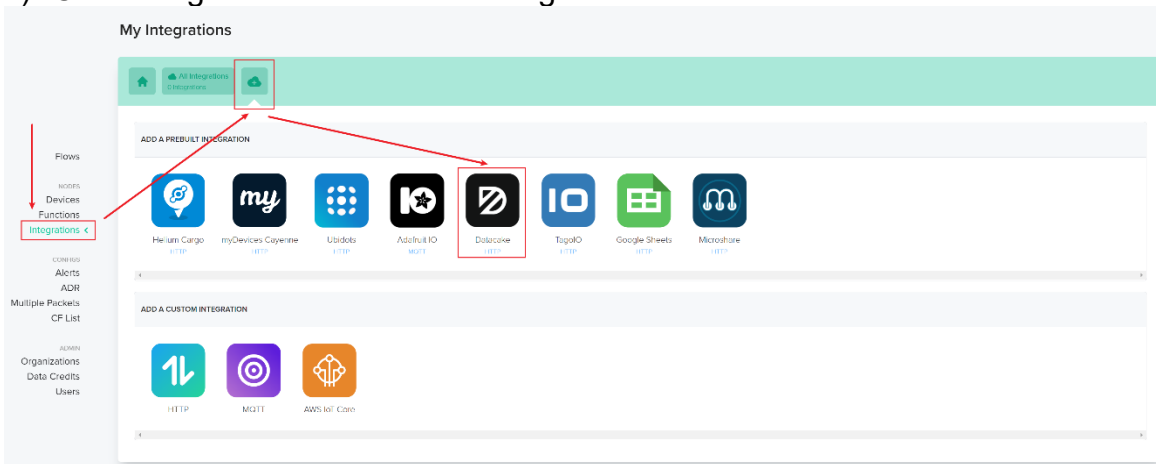 My Integrations
All Integrations
0 Integrations
ADD A PREBUILT INTEGRATION
Flows
NODES
Devices
Functions
Integrations <
CONFIGS
Alerts
ADR
Multiple Packets
CF List
ADMIN
Organizations
Data Credits
Users
my
IO
Helium Cargo
HTTP
myDevices Cayenne
HTTP
Ubidots
HTTP
Adafruit IO
MQTT
Datacake
HTTP
TagoIO
HTTP
Google Sheets
HTTP
Microshare
HTTP
ADD A CUSTOM INTEGRATION
HTTP
MQTT
AWS IoT Core